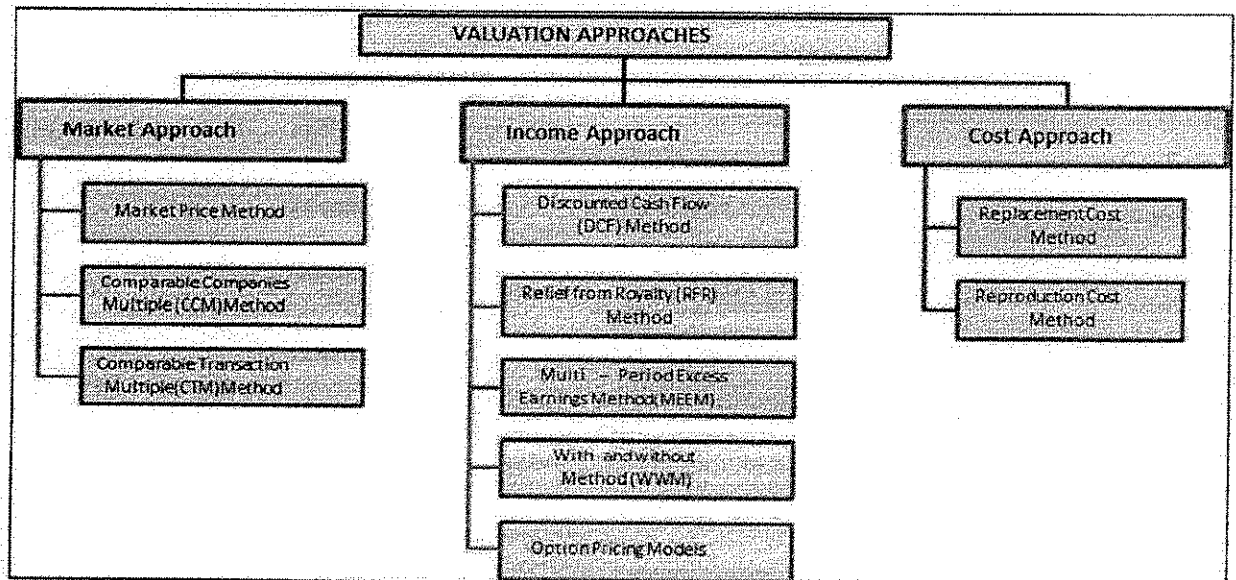 VALUATION APPROACHES
Market Approach
Market Price Method
Comparable Companies
Multiple (CCM) Method
Comparable Transaction
Multiple (CTM) Method
Income Approach
Discounted Cash Flow
(DCF) Method
Relief from Royalty (RFR)
Method
Multi – Period Excess
Earnings Method (MEEM)
With and without
Method (WWM)
Option Pricing Models
Cost Approach
Replacement Cost
Method
Reproduction Cost
Method